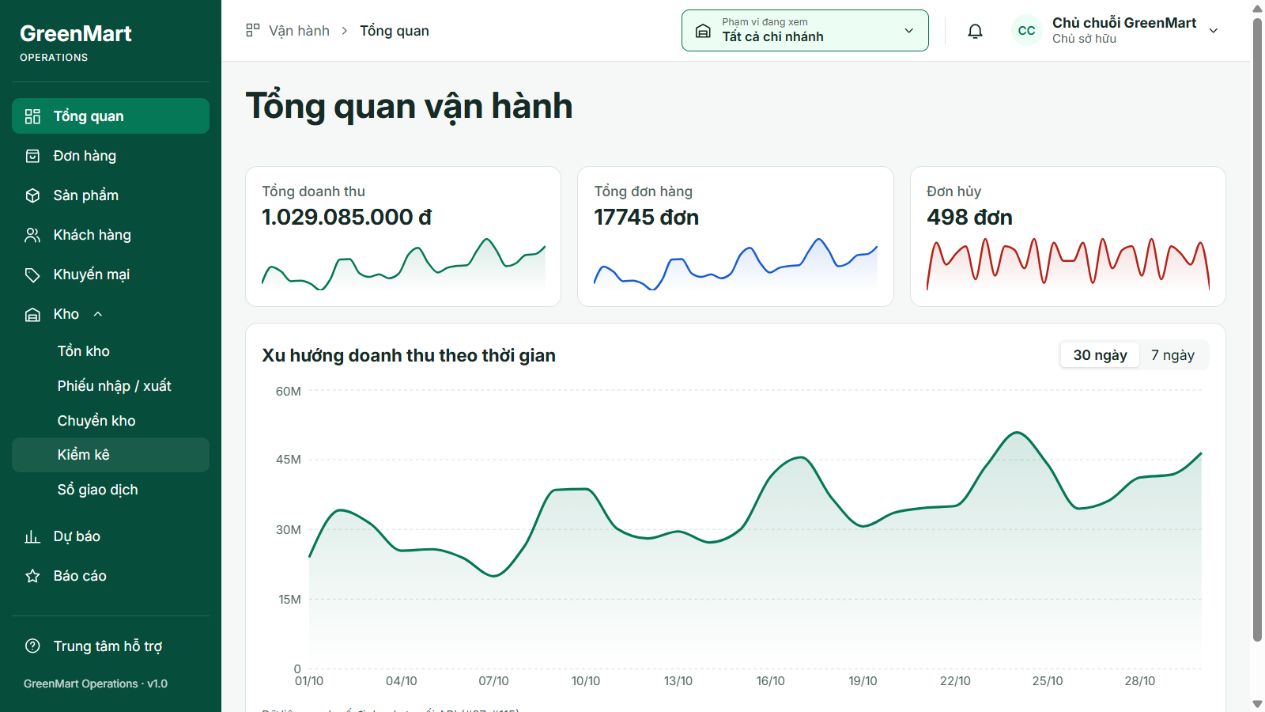 GreenMart
OPERATIONS
Tổng quan
Đơn hàng
Sản phẩm
Khách hàng
Khuyến mại
Kho
Tồn kho
Phiếu nhập / xuất
Chuyển kho
Kiểm kê
Sổ giao dịch
Dự báo
Báo cáo
Trung tâm hỗ trợ
GreenMart Operations · v1.0
Vận hành > Tổng quan
Phạm vi đang xem
Tất cả chi nhánh
CC
Chủ chuỗi GreenMart
Chủ sở hữu
Tổng quan vận hành
Tổng doanh thu
1.029.085.000 đ
Tổng đơn hàng
17745 đơn
Đơn hủy
498 đơn
Xu hướng doanh thu theo thời gian
30 ngày
7 ngày
60M
45M
30M
15M
0
01/10 04/10 07/10 10/10 13/10 16/10 19/10 22/10 25/10 28/10